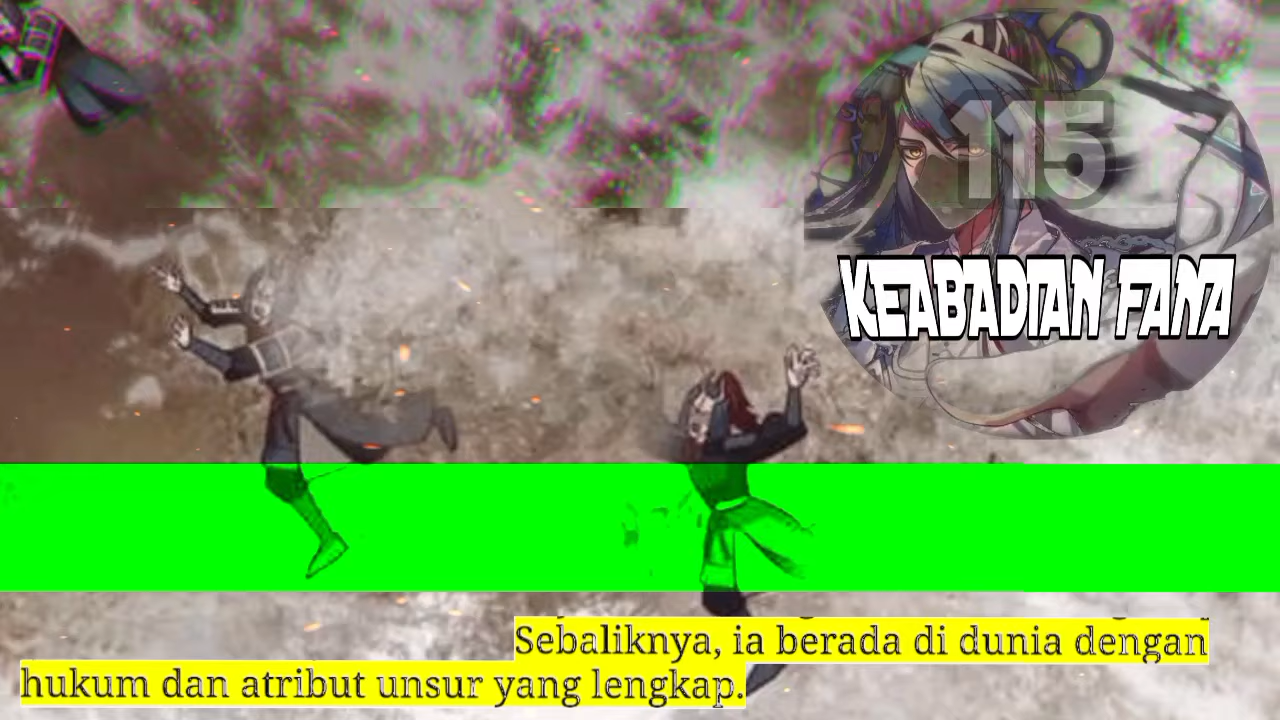 115
KEABADIAN FANA
Sebaliknya, ia berada di dunia dengan
hukum dan atribut unsur yang lengkap.